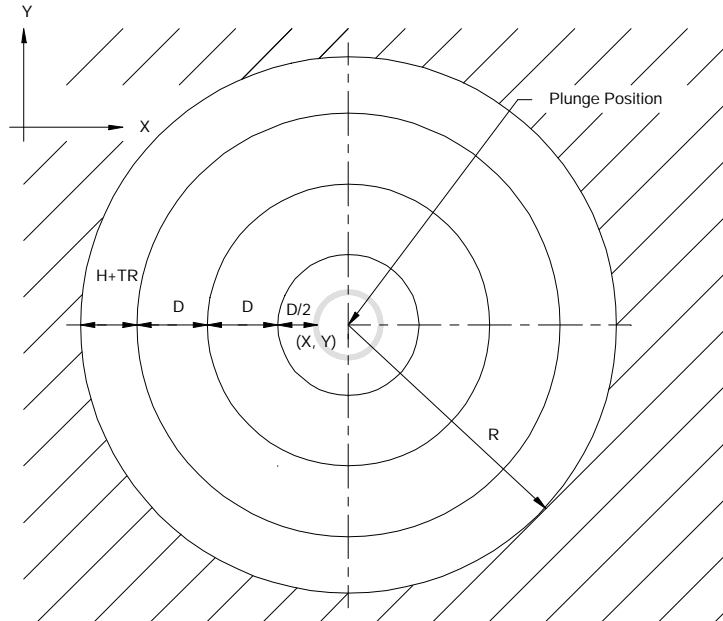 Y
Plunge Position
X
H+TR
D
D
D/2
(X, Y)
R